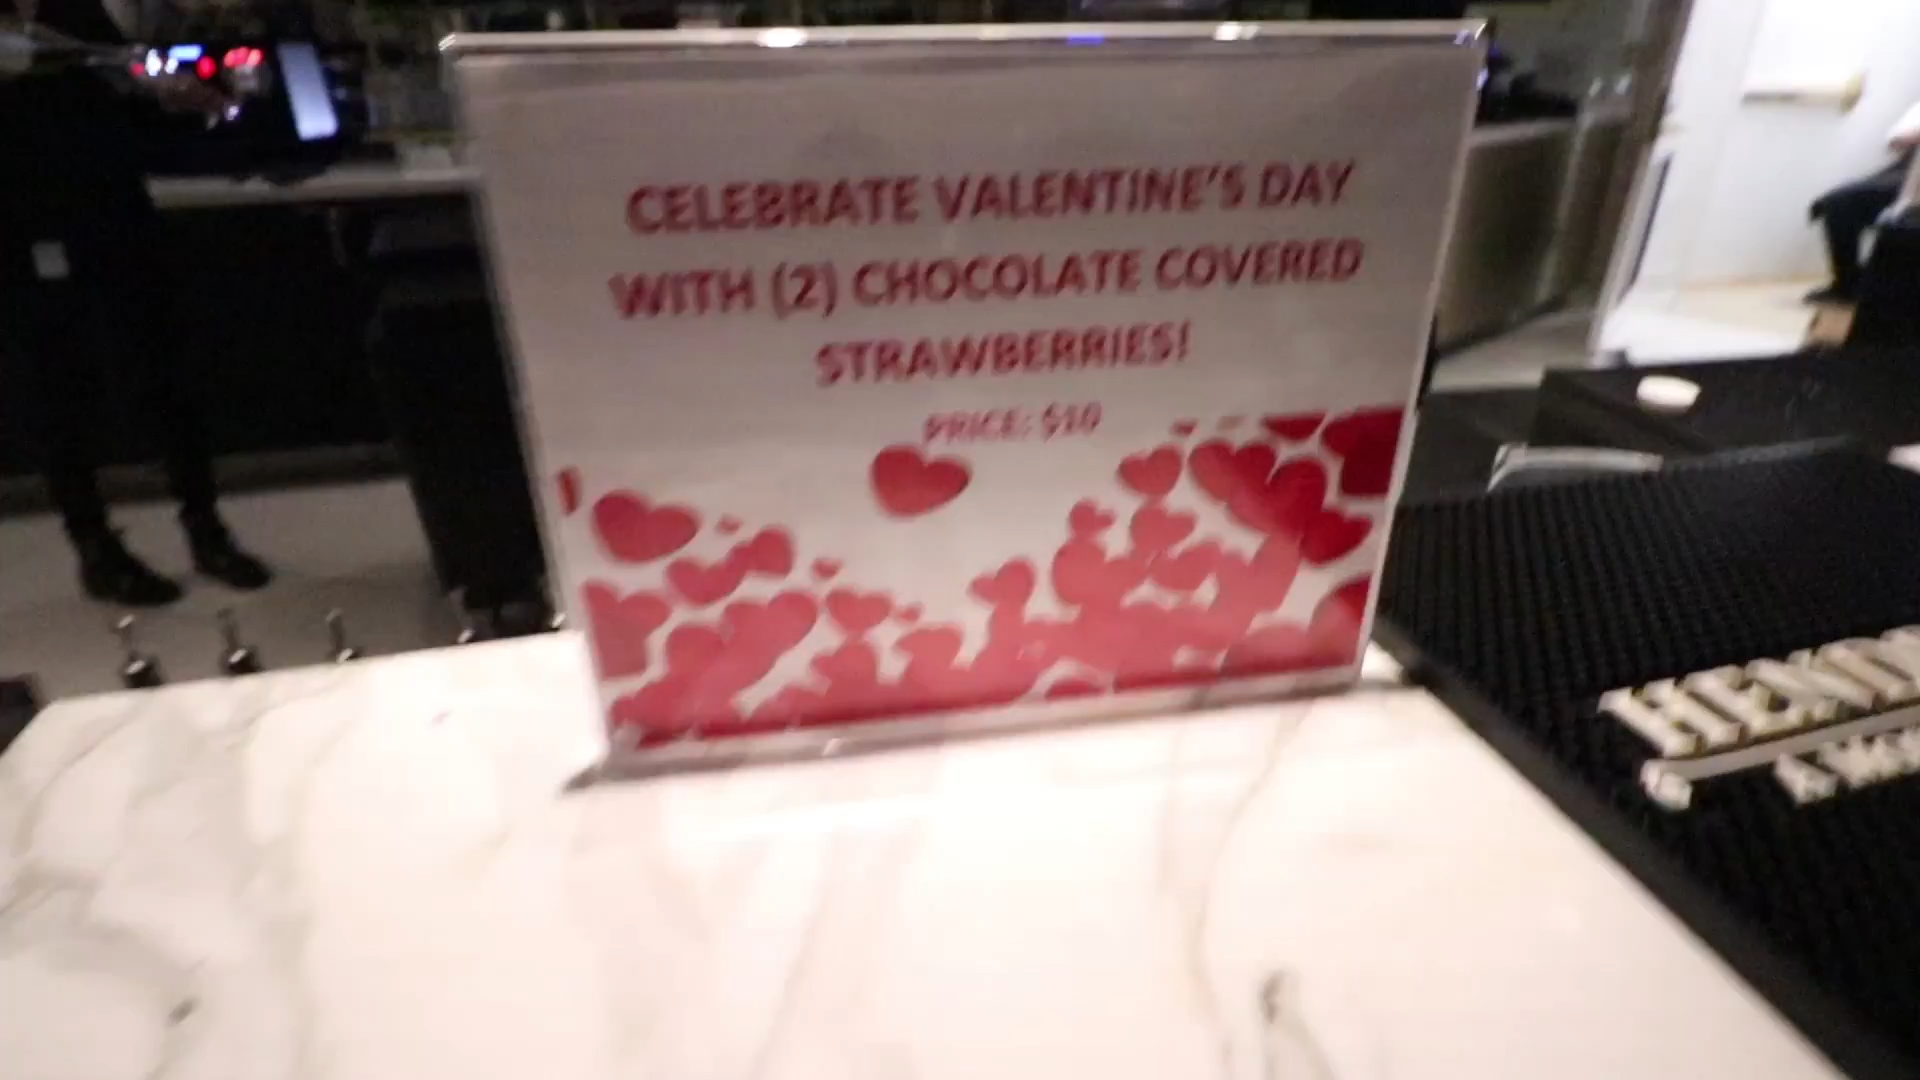 CELEBRATE VALENTINE'S DAY
WITH (2) CHOCOLATE COVERED
STRAWBERRIES!
PRICE: $10